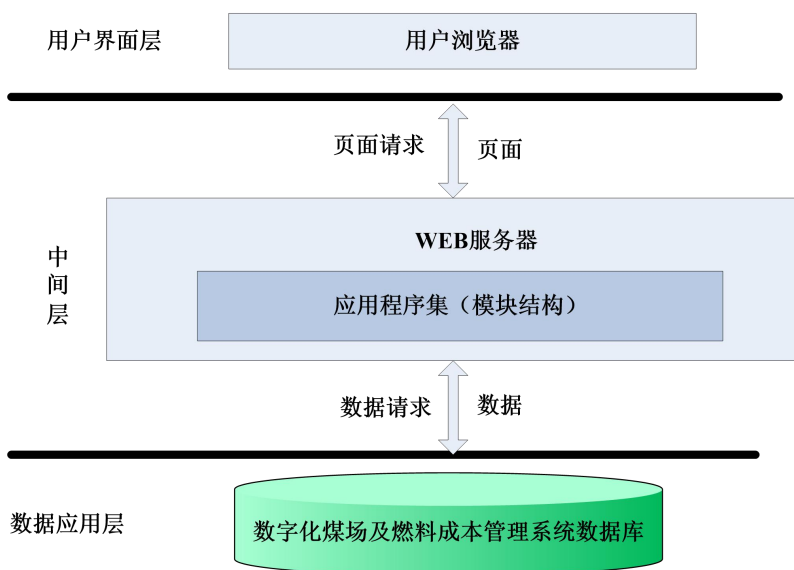 用户界面层
用户浏览器
页面请求
页面
中间层
WEB服务器
应用程序集（模块结构）
数据请求
数据
数据应用层
数字化煤场及燃料成本管理系统数据库